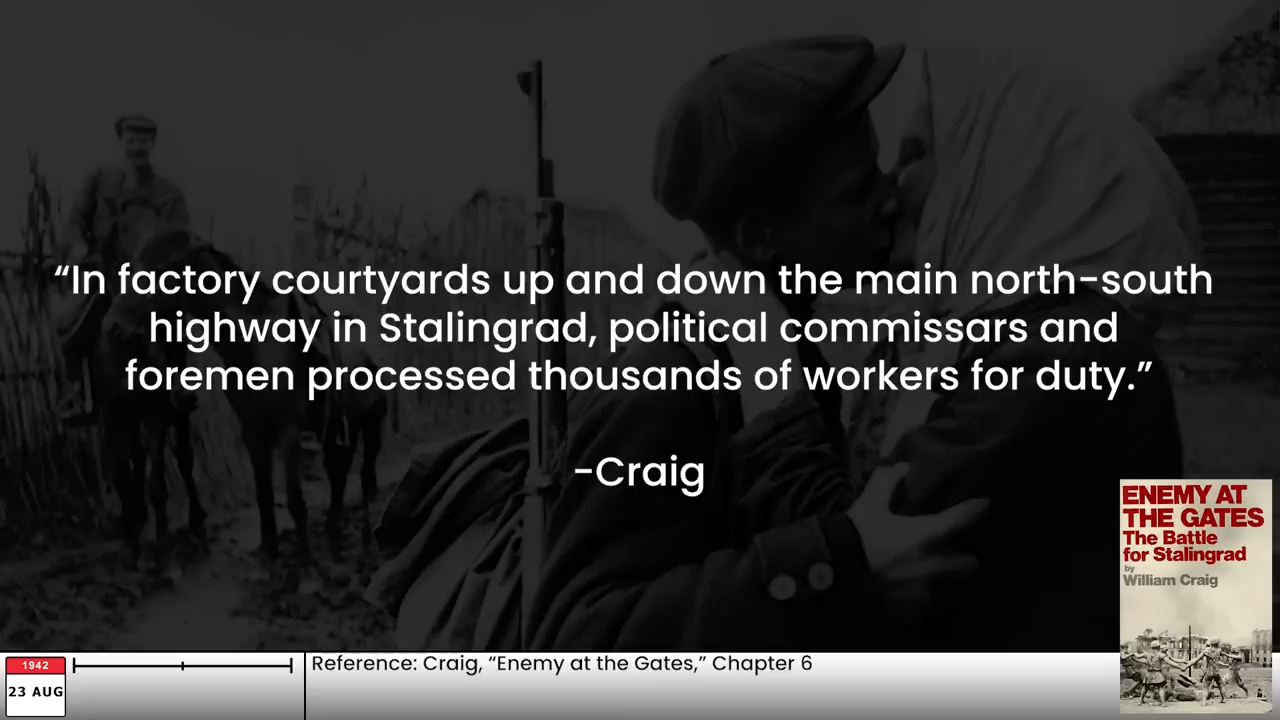 “In factory courtyards up and down the main north-south
highway in Stalingrad, political commissars and
foremen processed thousands of workers for duty.”
-Craig
ENEMY AT
THE GATES
The Battle
for Stalingrad
by
William Craig
1942
23 AUG
Reference: Craig, “Enemy at the Gates,” Chapter 6